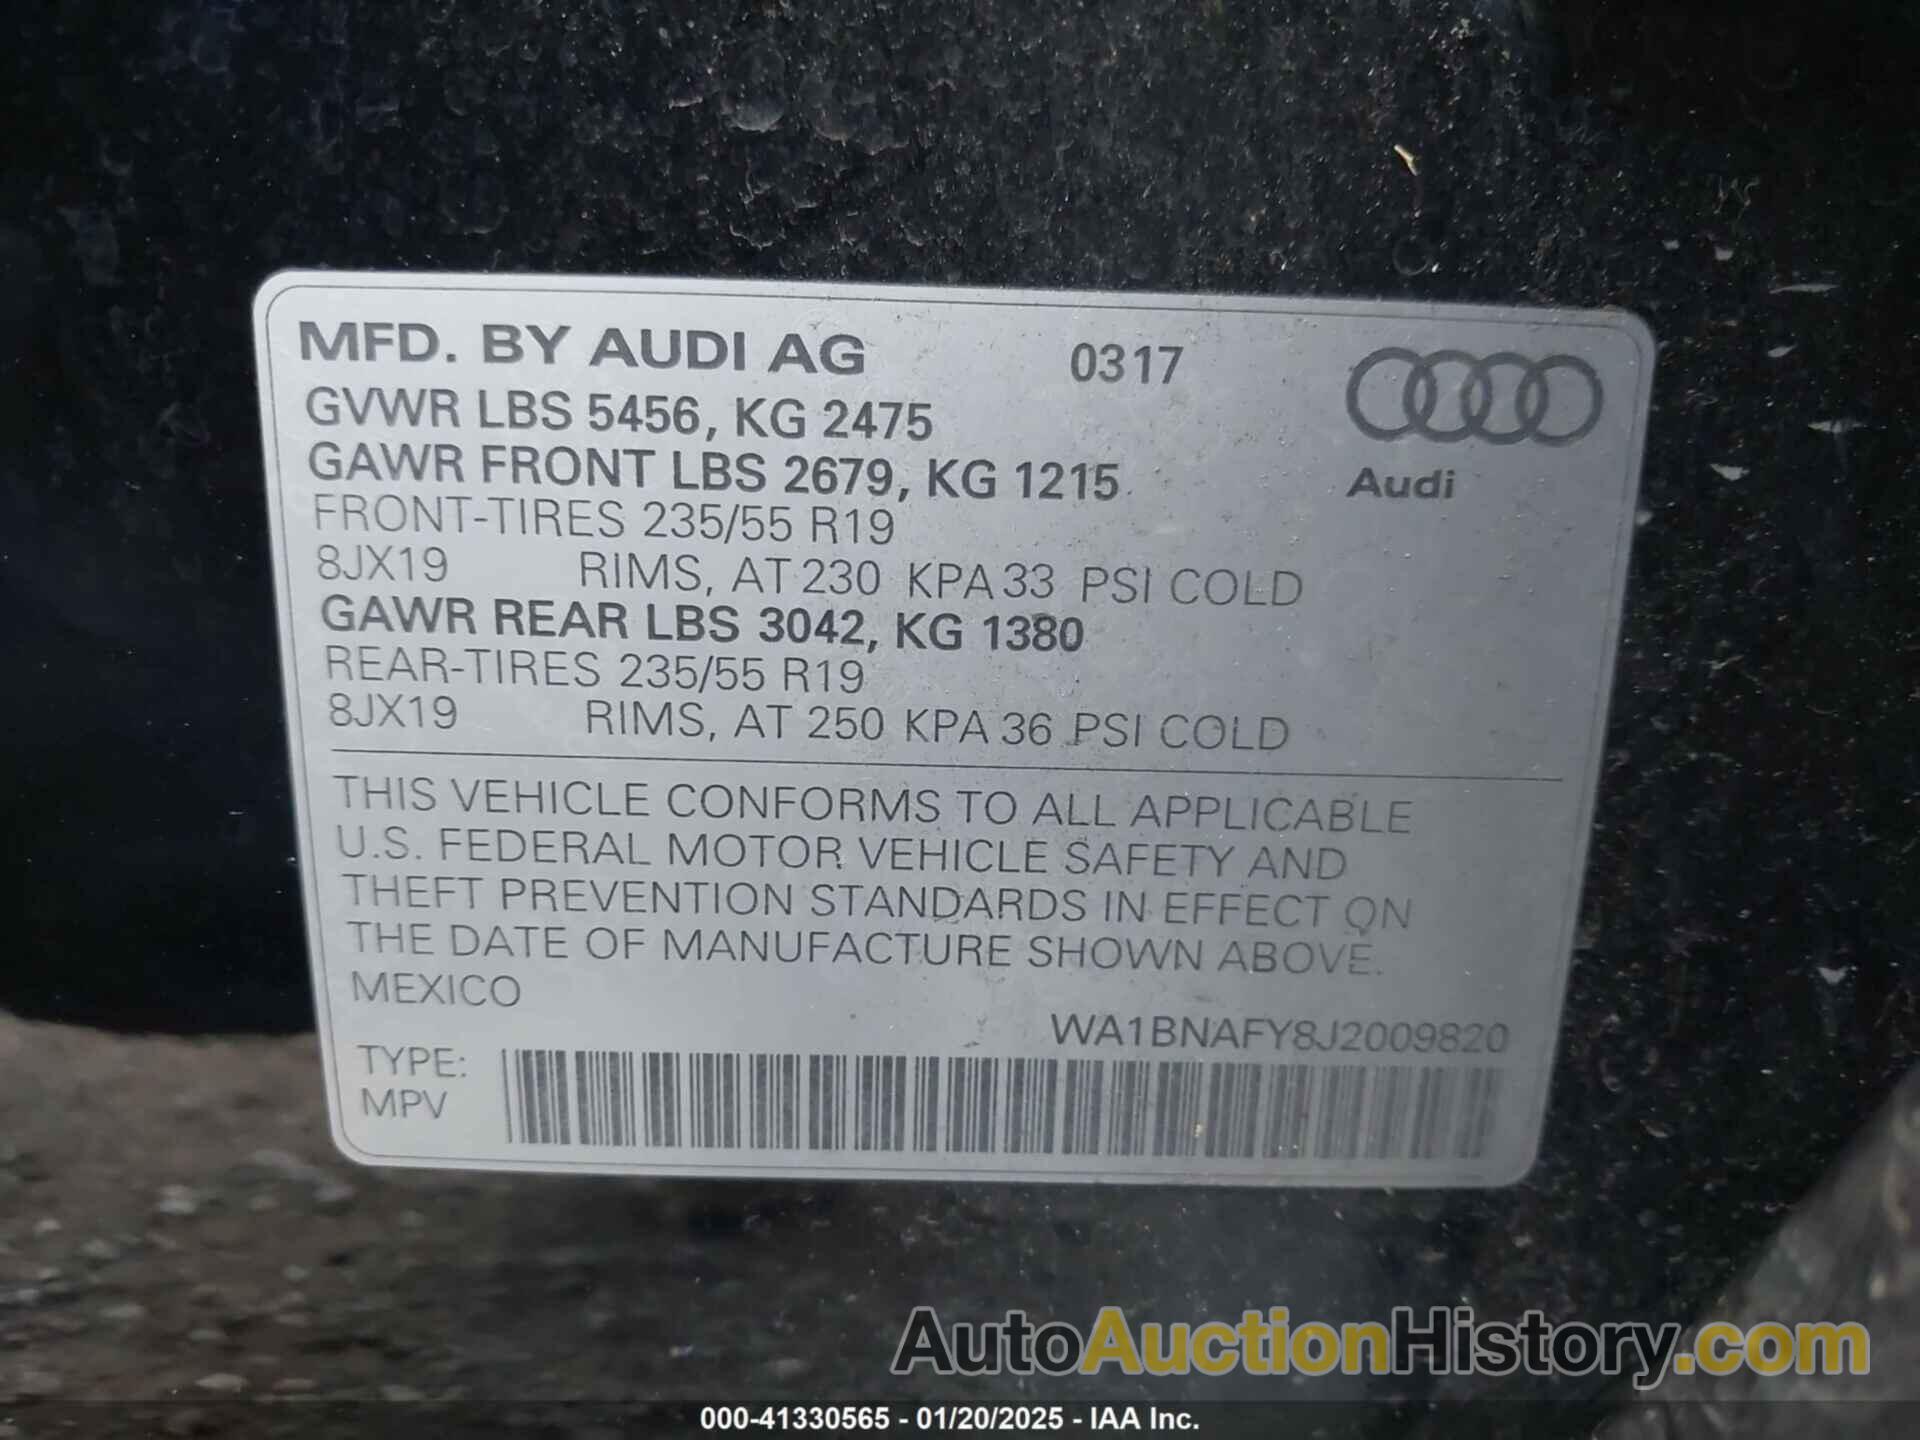 MFD. BY AUDI AG 0317
GVWR LBS 5456, KG 2475
GAWR FRONT LBS 2679, KG 1215
Audi
FRONT-TIRES 235/55 R19
8JX19 RIMS, AT 230 KPA 33 PSI COLD
GAWR REAR LBS 3042, KG 1380
REAR-TIRES 235/55 R19
8JX19 RIMS, AT 250 KPA 36 PSI COLD
THIS VEHICLE CONFORMS TO ALL APPLICABLE
U.S. FEDERAL MOTOR VEHICLE SAFETY AND
THEFT PREVENTION STANDARDS IN EFFECT ON
THE DATE OF MANUFACTURE SHOWN ABOVE.
MEXICO
WA1BNAFY8J2009820
TYPE:
MPV
AutoAuctionHistory.com
000-41330565 - 01/20/2025 - IAA Inc.